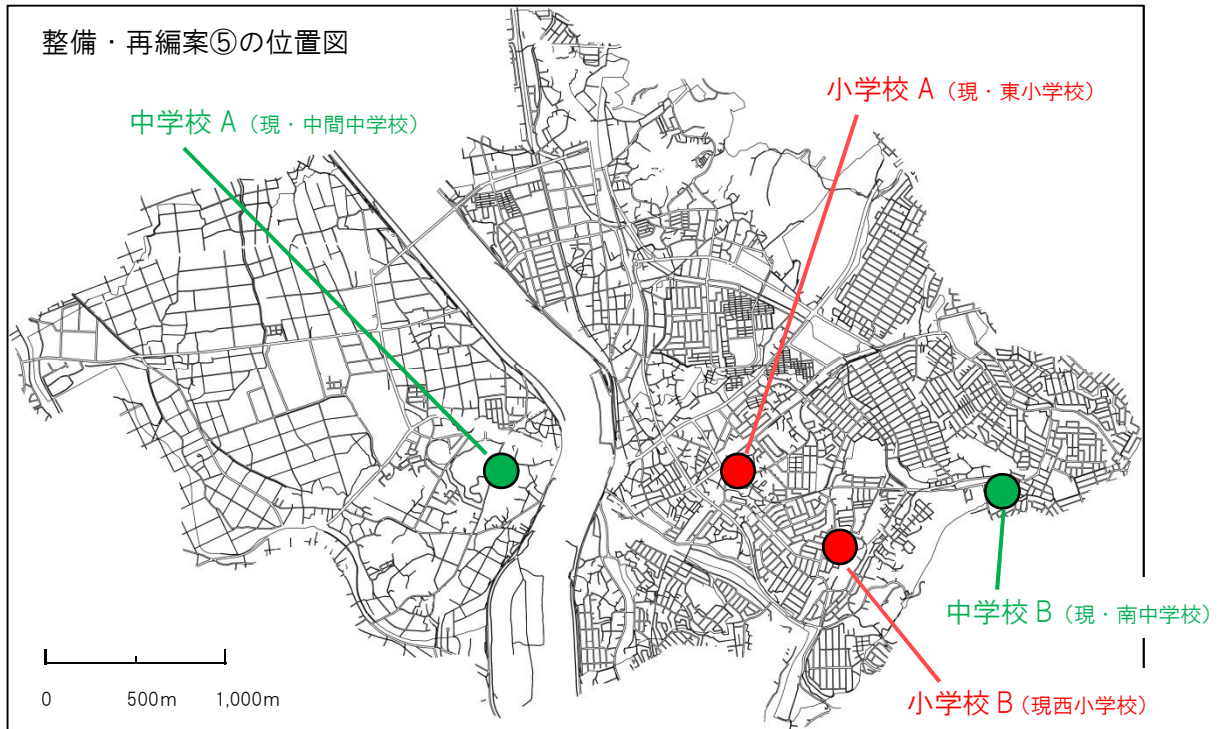 整備・再編案⑤の位置図
小学校 A（現・東小学校）
中学校 A（現・中間中学校）
中学校 B（現・南中学校）
小学校 B（現西小学校）
0 500m 1,000m